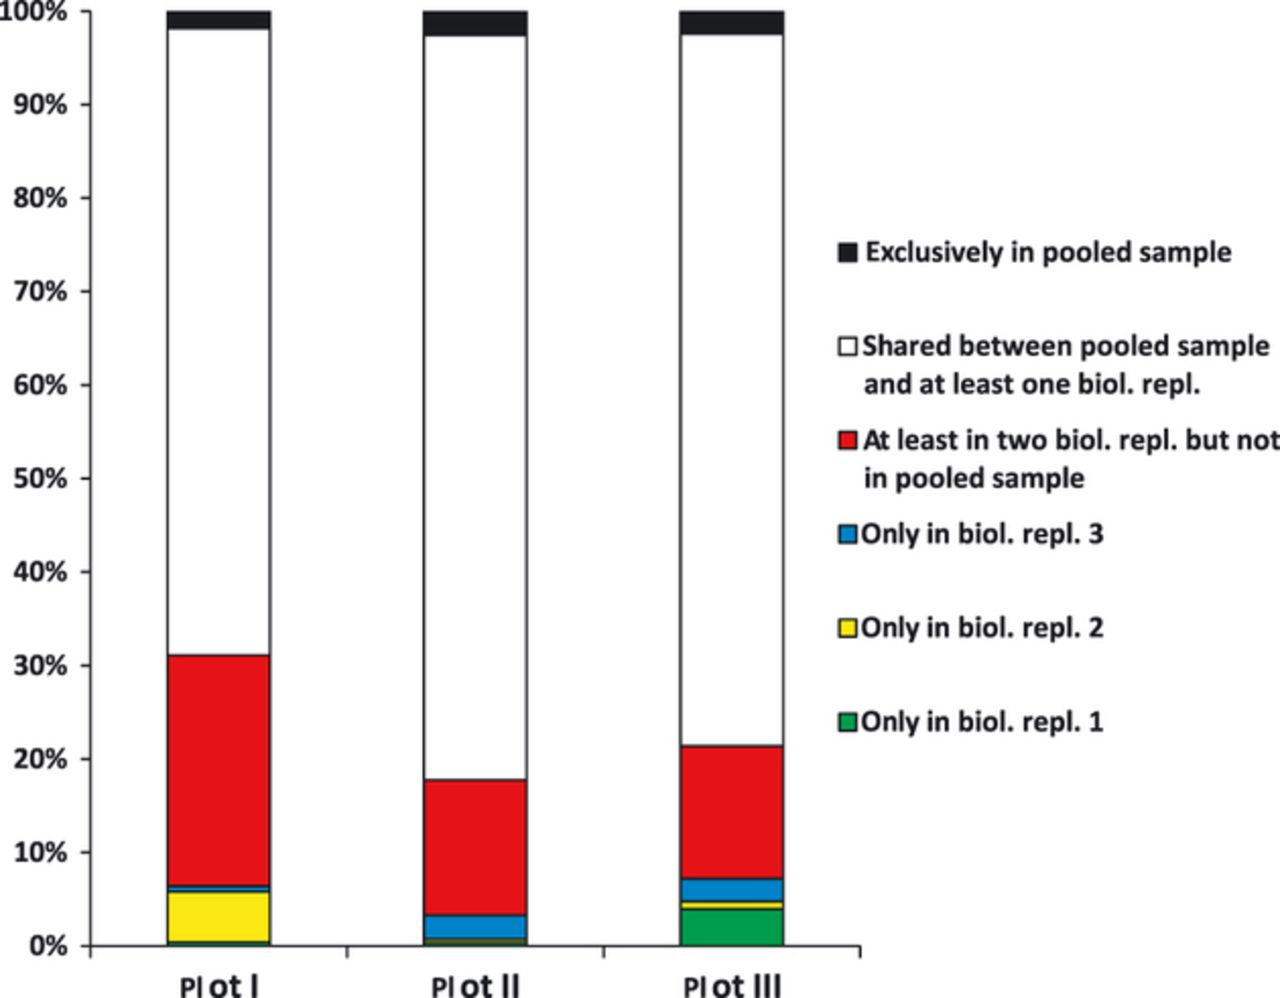 100%
90%
80%
70%
60%
50%
40%
30%
20%
10%
0%
Plot I
Plot II
Plot III
Exclusively in pooled sample
Shared between pooled sample
and at least one biol. repl.
At least in two biol. repl. but not
in pooled sample
Only in biol. repl. 3
Only in biol. repl. 2
Only in biol. repl. 1